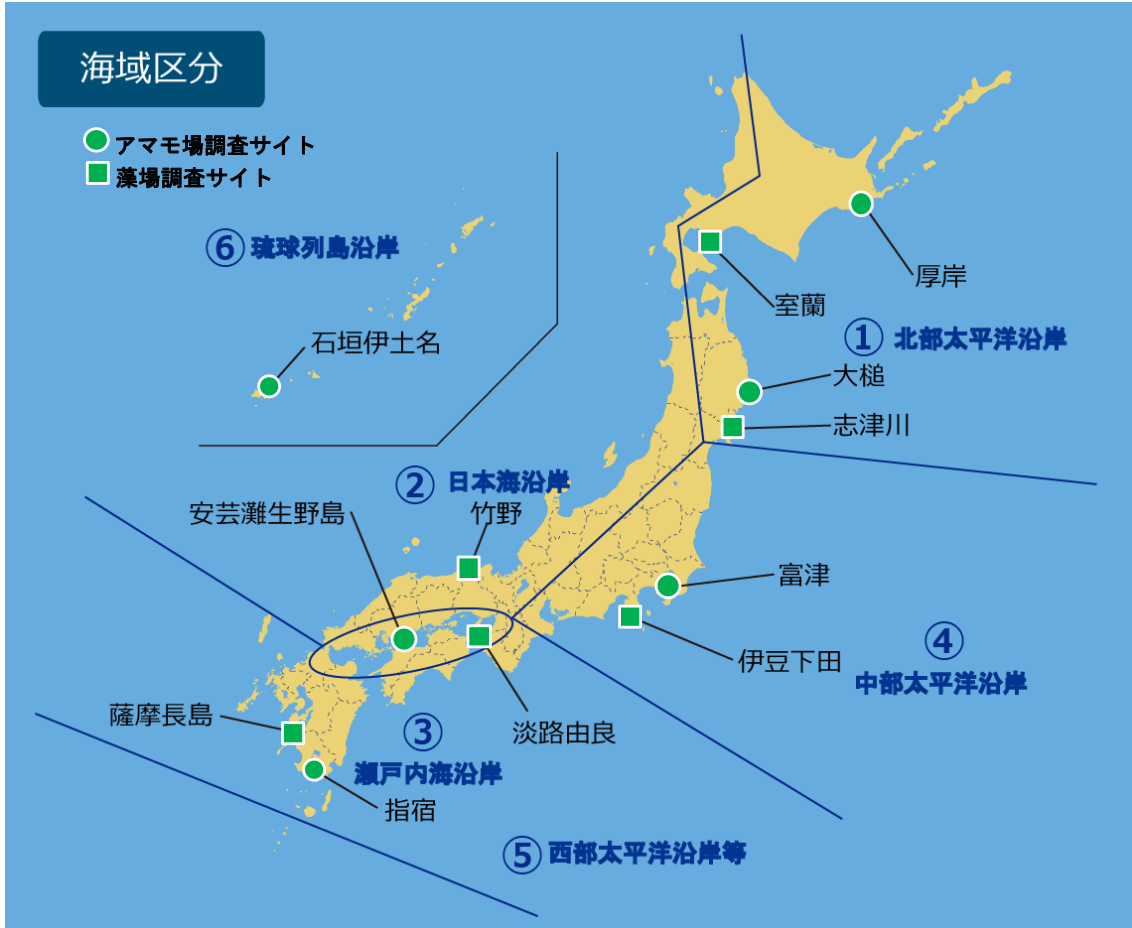 海域区分
アマモ場調査サイト
藻場調査サイト
⑥ 琉球列島沿岸
石垣伊土名
厚岸
室蘭
① 北部太平洋沿岸
大槌
志津川
② 日本海沿岸
竹野
安芸灘生野島
富津
伊豆下田
④
中部太平洋沿岸
薩摩長島
淡路由良
③
瀬戸内海沿岸
指宿
⑤ 西部太平洋沿岸等